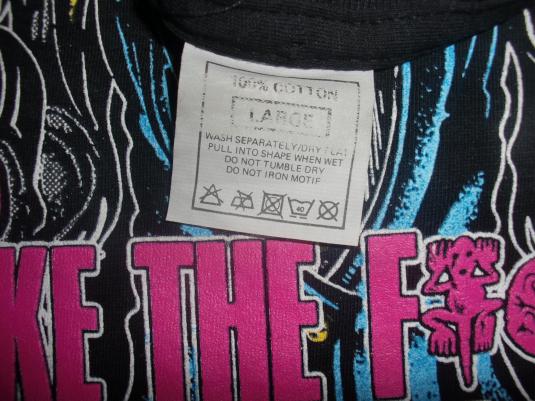 100% COTTON
LARGE
WASH SEPARATELY/DRY FLAT
PULL INTO SHAPE WHEN WET
DO NOT TUMBLE DRY
DO NOT IRON MOTIF
40
KE THE F